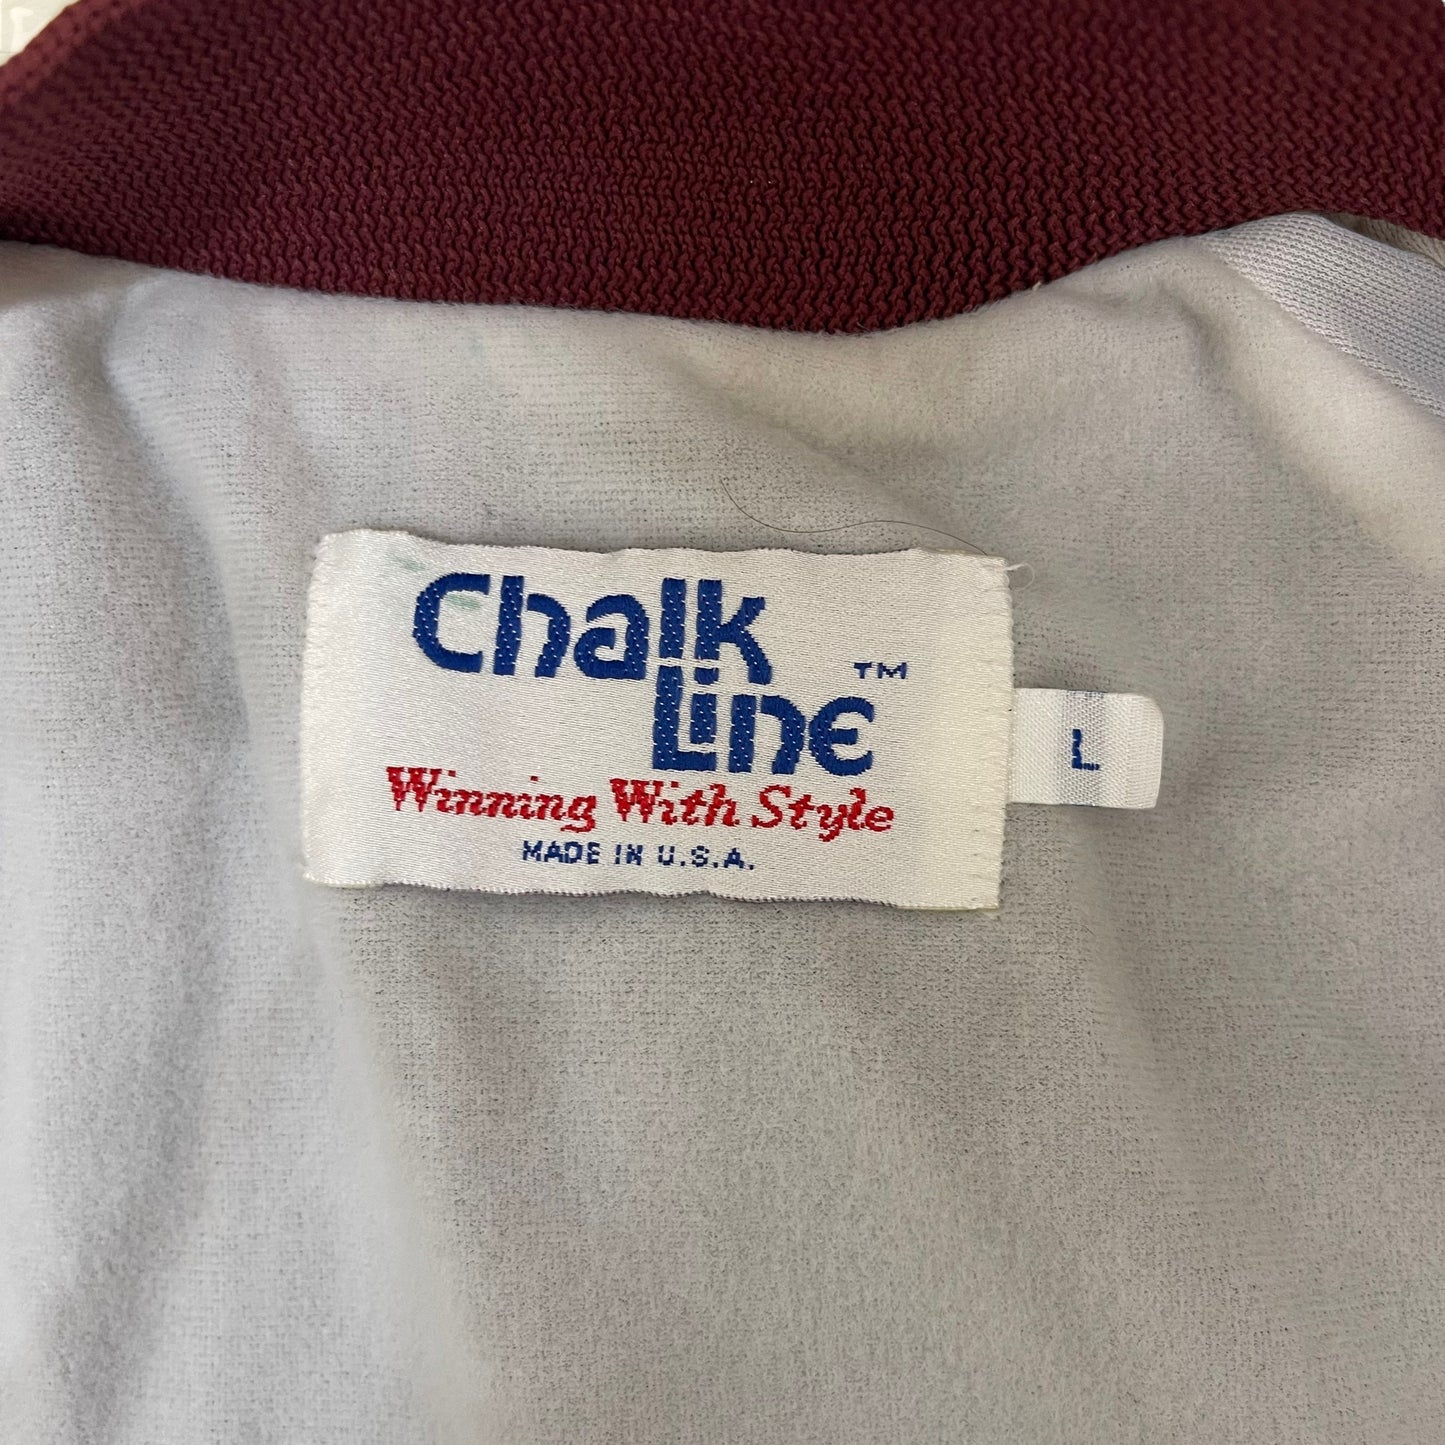 Chalk
Line ™
Winning With Style
MADE IN U.S.A.
L